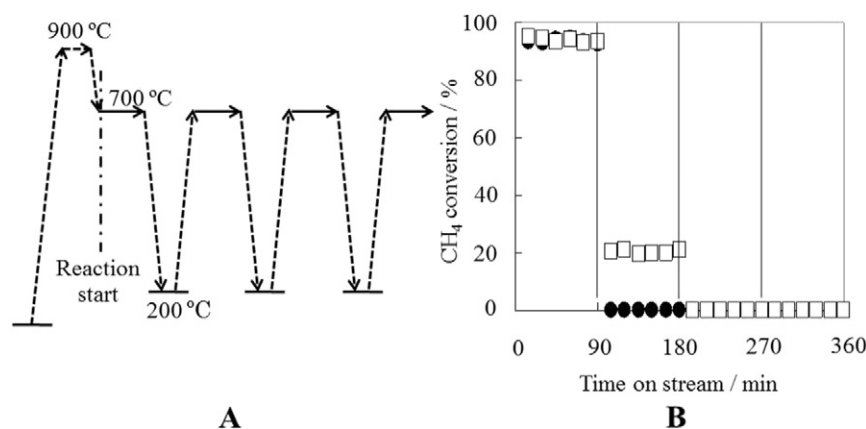 900 ºC
700 ºC
Reaction
start
200 ºC
A
CH₄ conversion / %
100
80
60
40
20
0
0 90 180 270 360
Time on stream / min
B